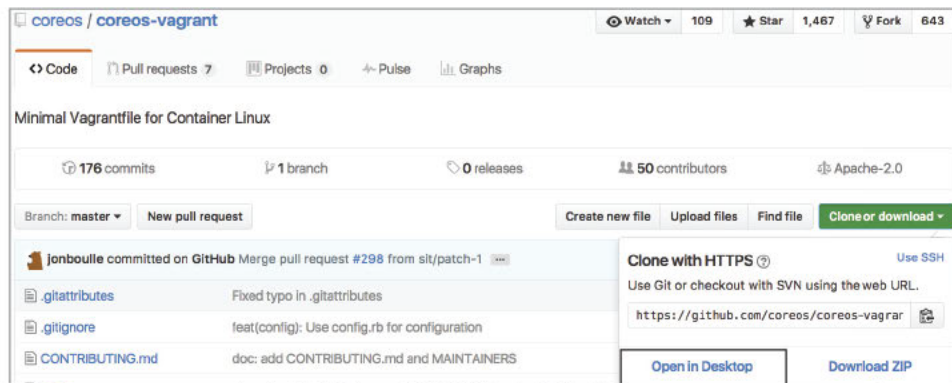 coreos / coreos-vagrant
Watch 109 Star 1,467 Fork 643
Code Pull requests 7 Projects 0 Pulse Graphs
Minimal Vagrantfile for Container Linux
176 commits 1 branch 0 releases 50 contributors Apache-2.0
Branch: master New pull request Create new file Upload files Find file Clone or download
jonboulle committed on GitHub Merge pull request #298 from sit/patch-1 ...
.gitattributes Fixed typo in .gitattributes
.gitignore feat(config): Use config.rb for configuration
CONTRIBUTING.md doc: add CONTRIBUTING.md and MAINTAINERS
Clone with HTTPS ? Use SSH
Use Git or checkout with SVN using the web URL.
https://github.com/coreos/coreos-vagrar
Open in Desktop Download ZIP